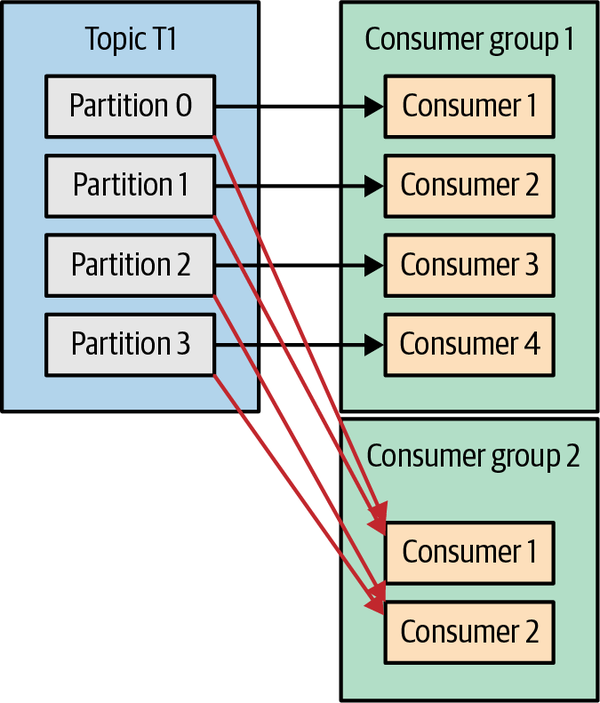 Topic T1
Partition 0
Partition 1
Partition 2
Partition 3
Consumer group 1
Consumer 1
Consumer 2
Consumer 3
Consumer 4
Consumer group 2
Consumer 1
Consumer 2